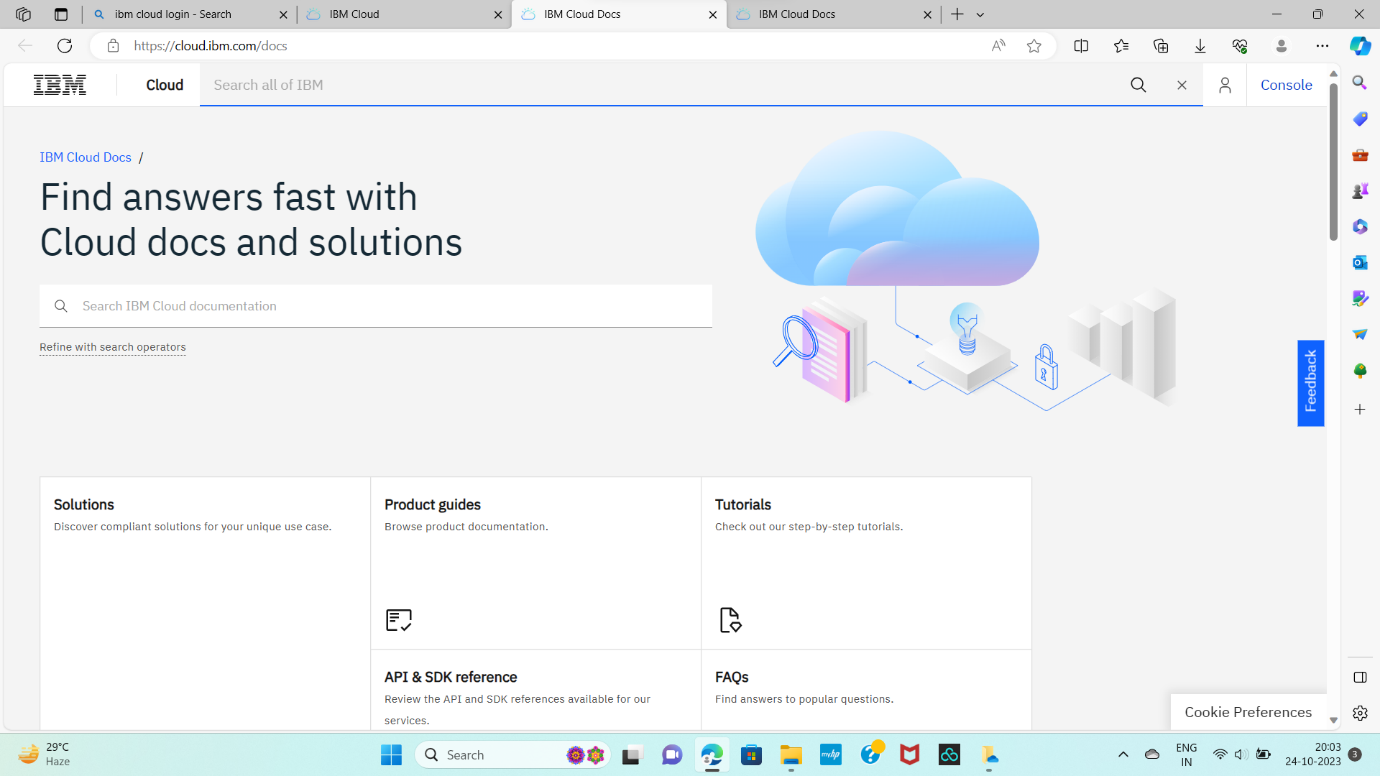 ibm cloud login - Search
IBM Cloud
IBM Cloud Docs
IBM Cloud Docs
https://cloud.ibm.com/docs
IBM
Cloud
Search all of IBM
Console
IBM Cloud Docs /
Find answers fast with
Cloud docs and solutions
Search IBM Cloud documentation
Refine with search operators
Feedback
Solutions
Discover compliant solutions for your unique use case.
Product guides
Browse product documentation.
Tutorials
Check out our step-by-step tutorials.
API & SDK reference
Review the API and SDK references available for our
services.
FAQs
Find answers to popular questions.
Cookie Preferences
29°C
Haze
Search
myhp
ENG
IN
20:03
24-10-2023
3